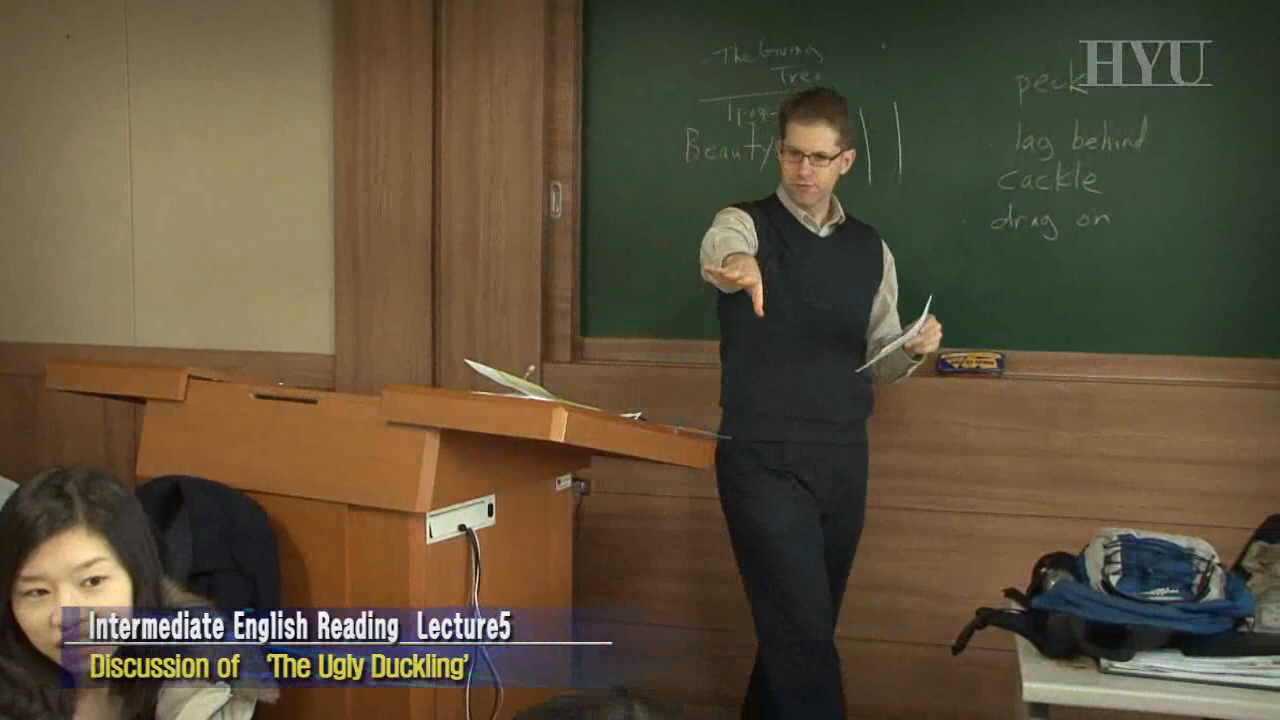 The Giving
Tree
Beauty
HYU
peck
lag behind
cackle
drag on
Intermediate English Reading Lecture5
Discussion of 'The Ugly Duckling'